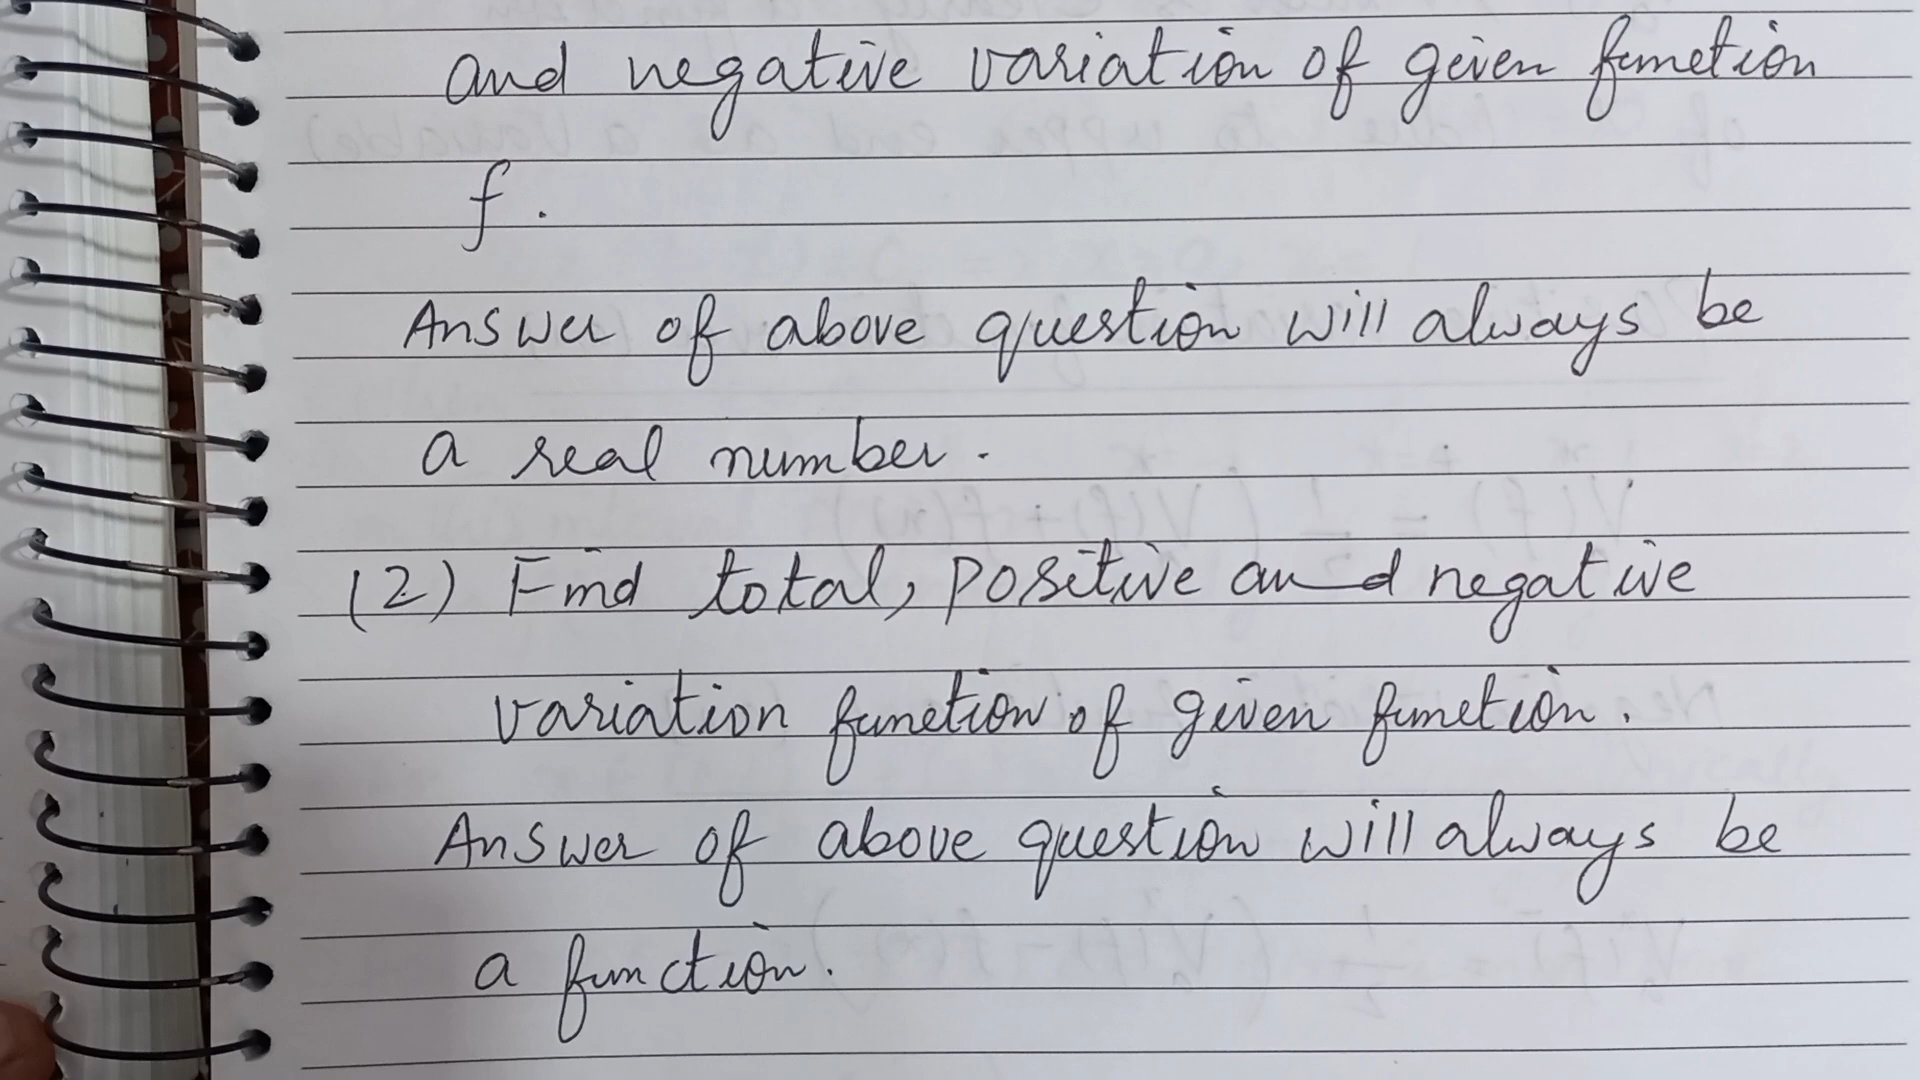 and negative variation of given function
f.
Answer of above question will always be
a real number.
(2) Find total, positive and negative
variation function of given function.
Answer of above question will always be
a function.